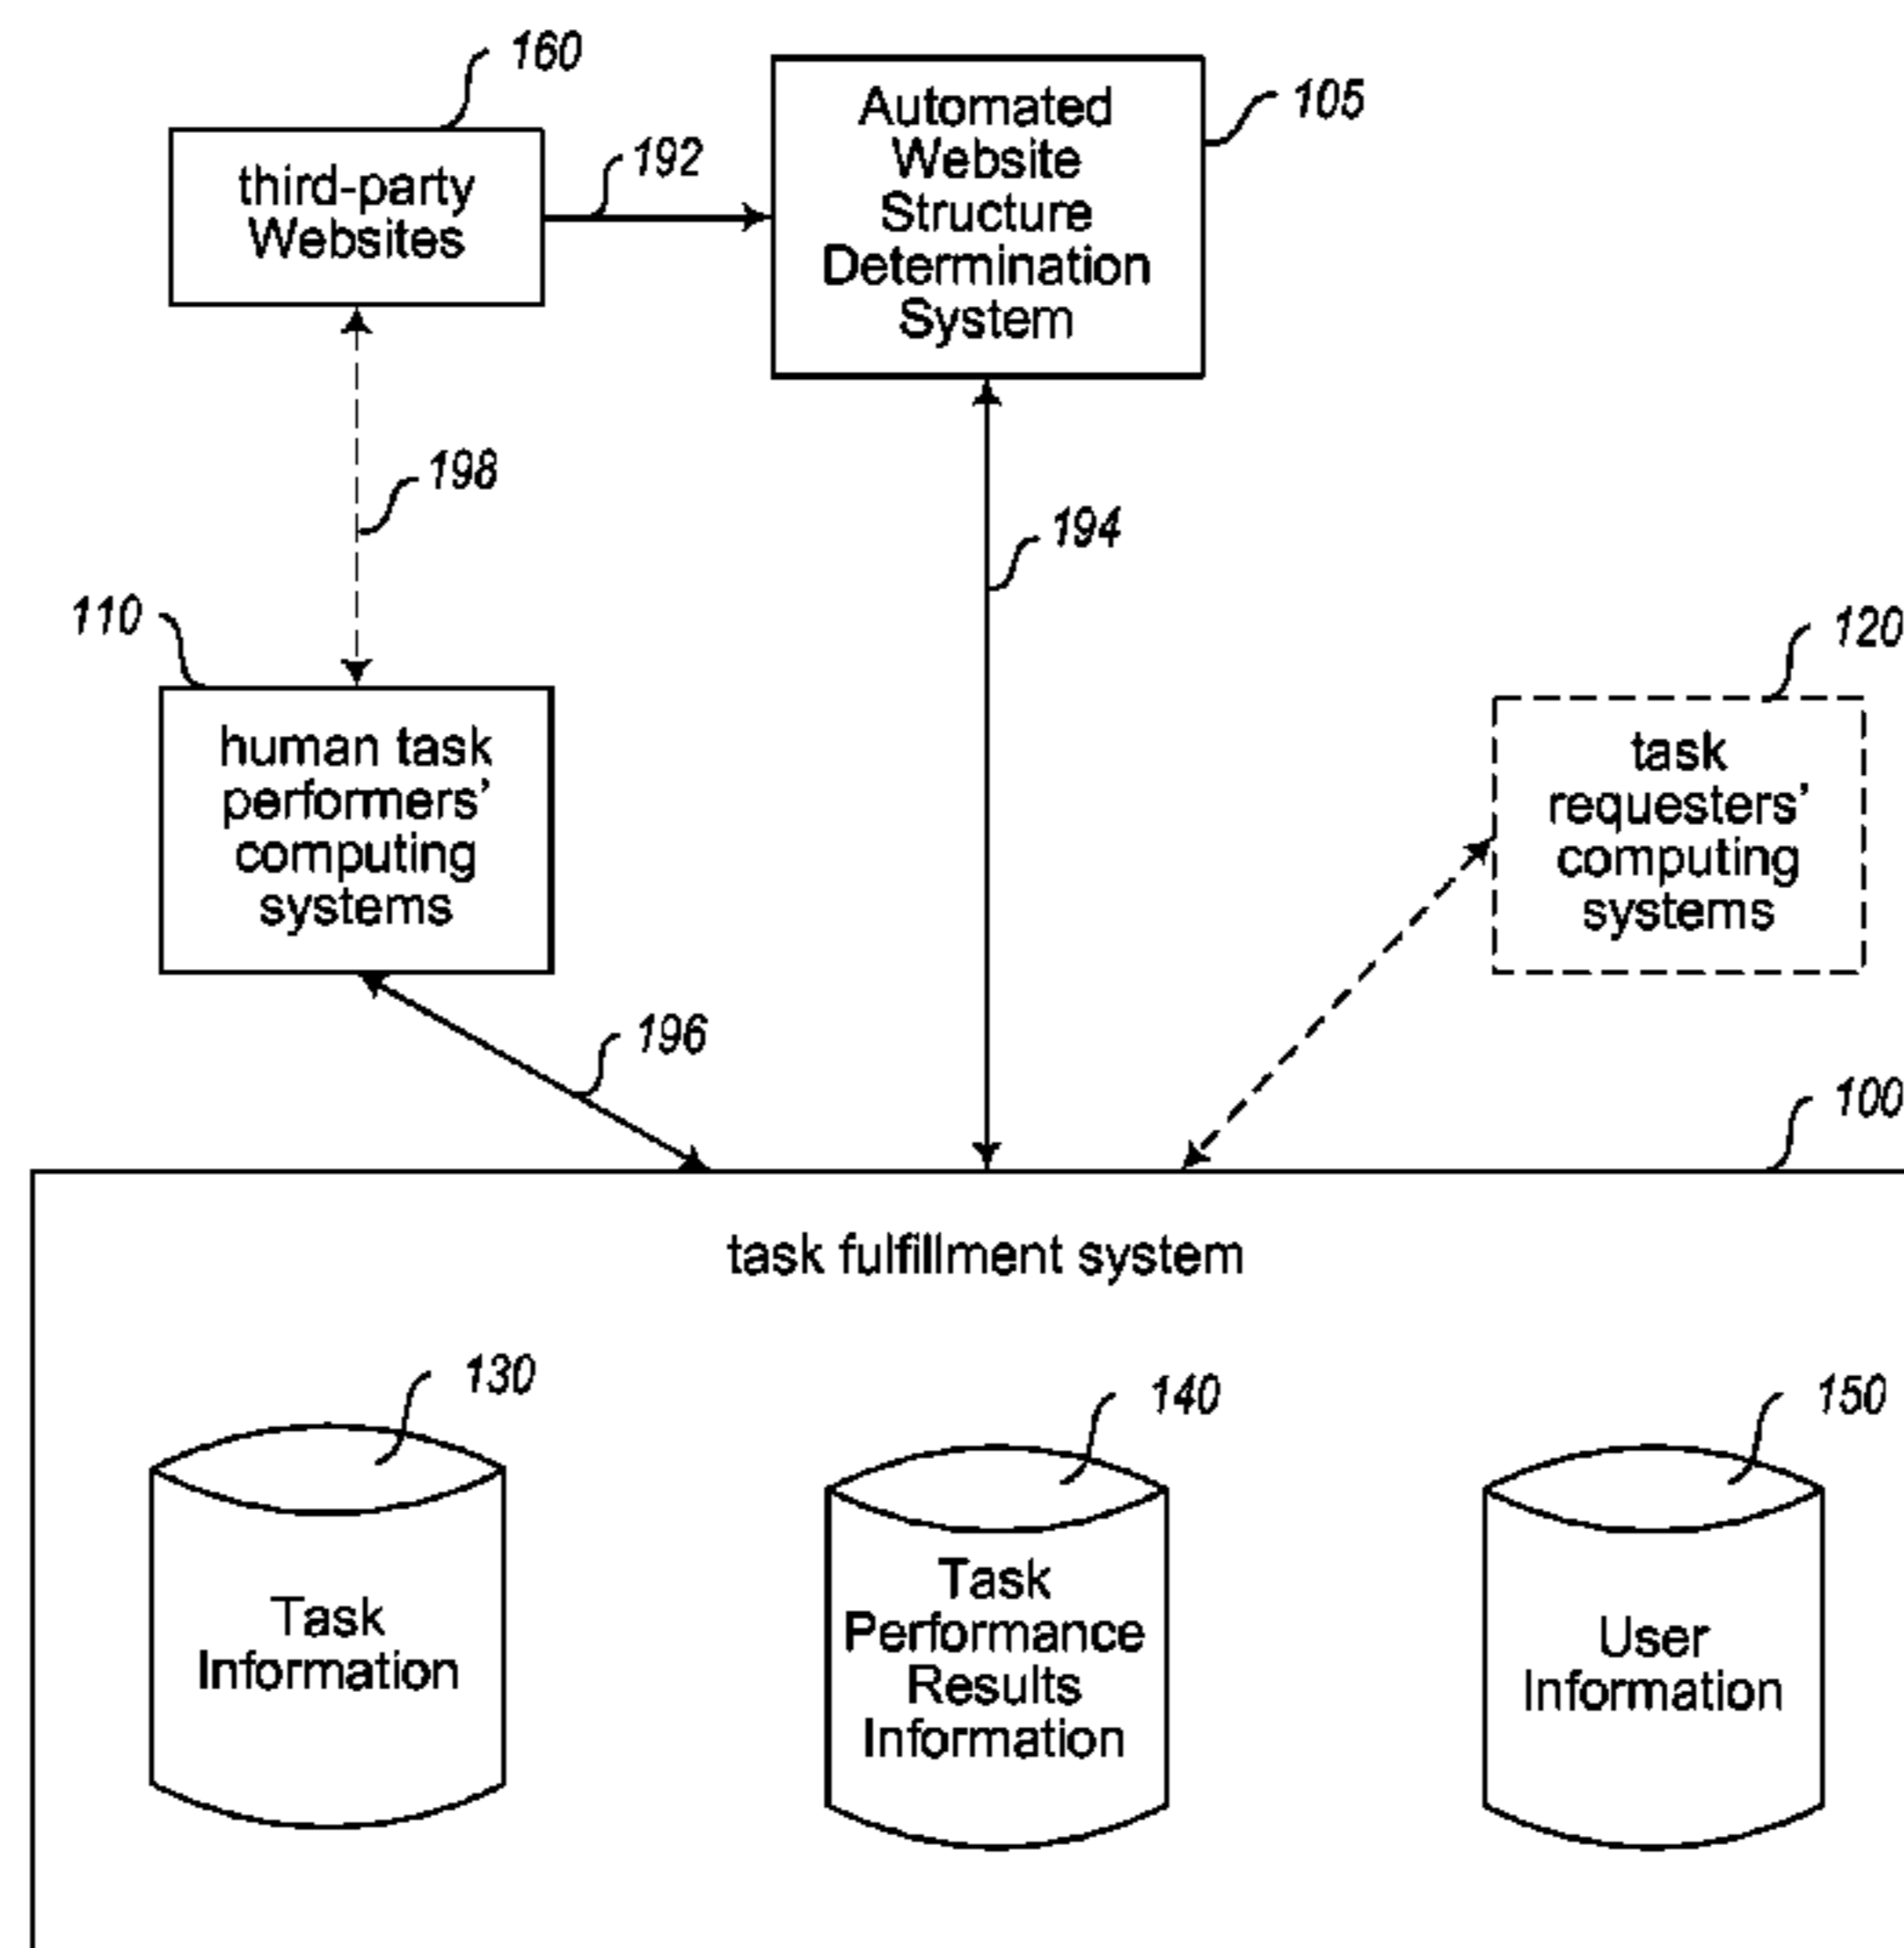 160
third-party
Websites
192
Automated
Website
Structure
Determination
System
105
198
194
110
human task
performers’
computing
systems
120
task
requesters’
computing
systems
196
100
task fulfillment system
130
Task
Information
140
Task
Performance
Results
Information
150
User
Information